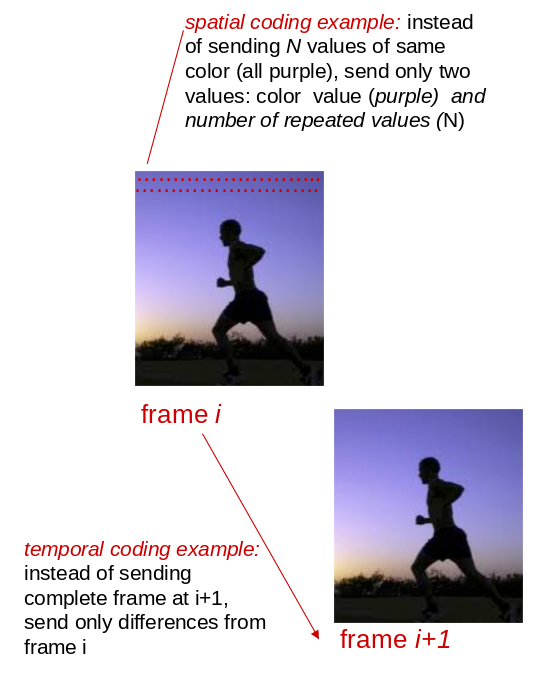 spatial coding example: instead
of sending N values of same
color (all purple), send only two
values: color  value (purple)  and
number of repeated values (N)
frame i
temporal coding example:
instead of sending
complete frame at i+1,
send only differences from
frame i
frame i+1